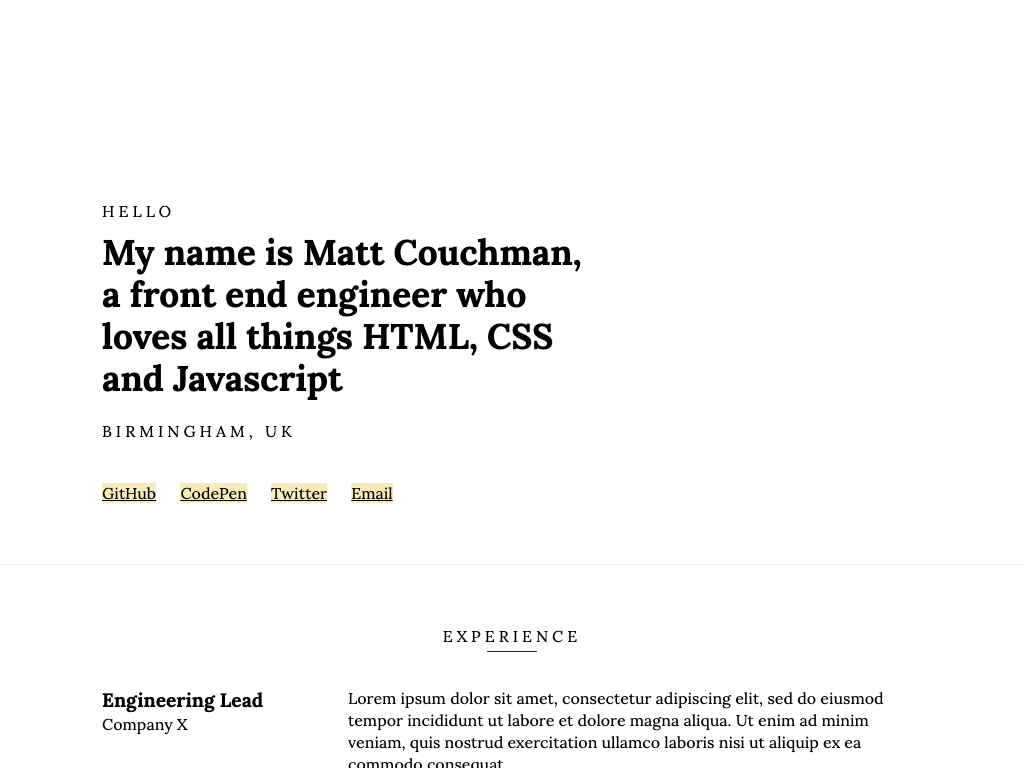 HELLO
My name is Matt Couchman,
a front end engineer who
loves all things HTML, CSS
and Javascript
BIRMINGHAM, UK
GitHub CodePen Twitter Email
EXPERIENCE
Engineering Lead
Company X
Lorem ipsum dolor sit amet, consectetur adipiscing elit, sed do eiusmod
tempor incididunt ut labore et dolore magna aliqua. Ut enim ad minim
veniam, quis nostrud exercitation ullamco laboris nisi ut aliquip ex ea
commodo consequat